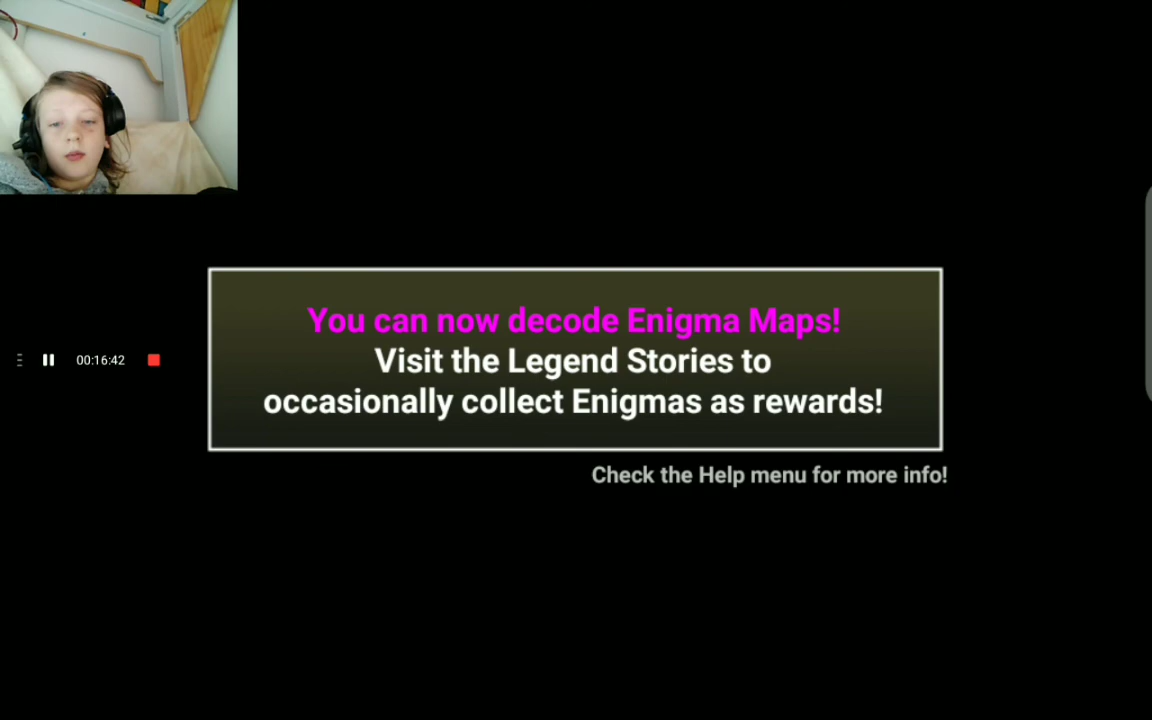 You can now decode Enigma Maps!
Visit the Legend Stories to
occasionally collect Enigmas as rewards!
00:16:42
Check the Help menu for more info!